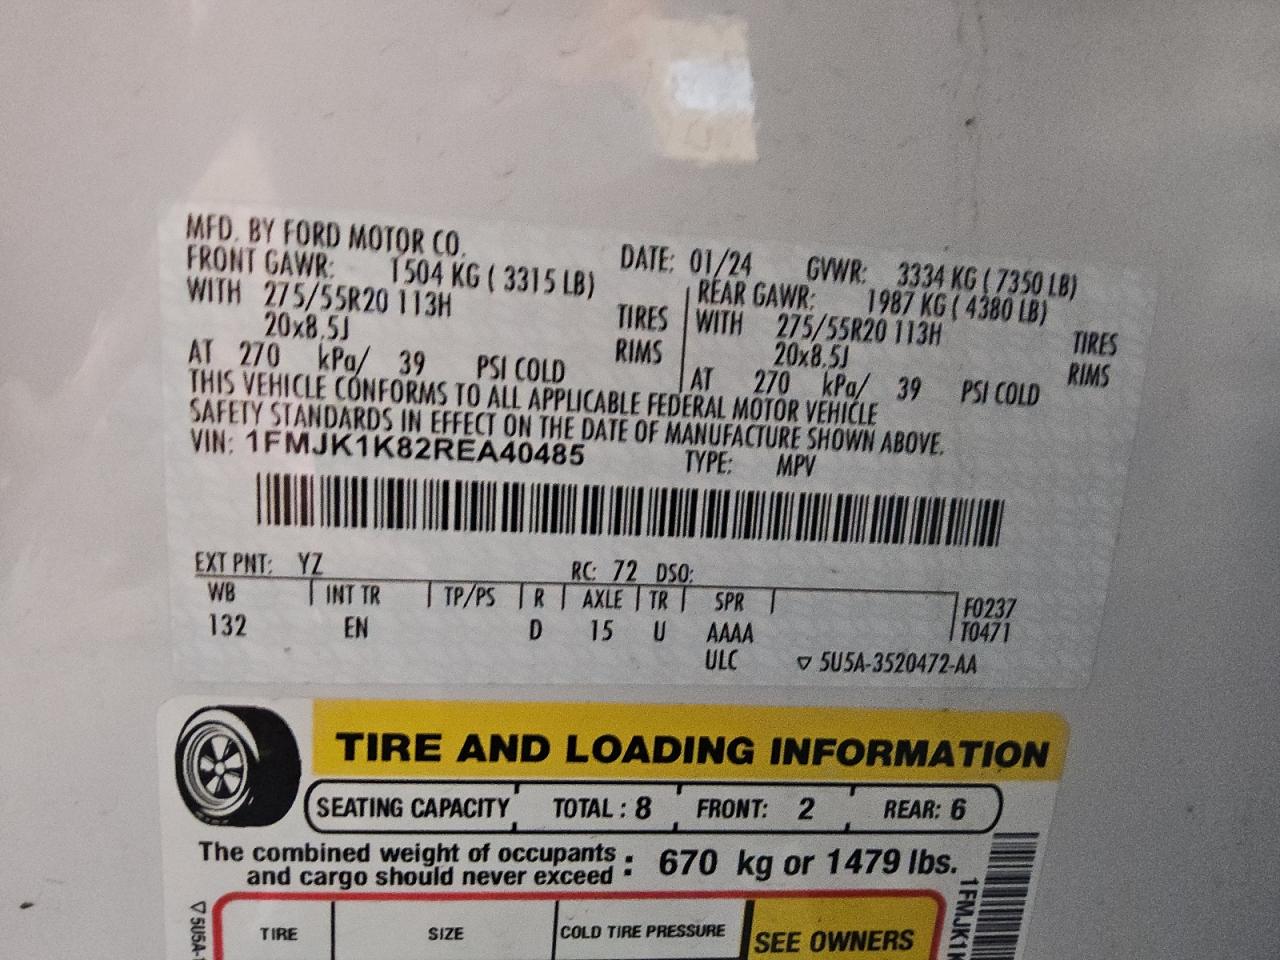 MFD. BY FORD MOTOR CO.
DATE: 01/24 GVWR: 3334 KG ( 7350 LB)
FRONT GAWR: 1504 KG ( 3315 LB)
WITH 275/55R20 113H TIRES
20x8.5J RIMS
AT 270 kPa/ 39 PSI COLD
REAR GAWR: 1987 KG ( 4380 LB)
WITH 275/55R20 113H TIRES
20x8.5J RIMS
AT 270 kPa/ 39 PSI COLD
THIS VEHICLE CONFORMS TO ALL APPLICABLE FEDERAL MOTOR VEHICLE
SAFETY STANDARDS IN EFFECT ON THE DATE OF MANUFACTURE SHOWN ABOVE.
VIN: 1FMJK1K82REA40485 TYPE: MPV
EXT PNT: YZ RC: 72 DSO:
WB INT TR TP/PS R AXLE TR SPR F0237
132 EN D 15 U AAAA T0471
ULC ▽ 5U5A-3520472-AA
TIRE AND LOADING INFORMATION
SEATING CAPACITY TOTAL : 8 FRONT: 2 REAR: 6
The combined weight of occupants
and cargo should never exceed : 670 kg or 1479 lbs.
TIRE SIZE COLD TIRE PRESSURE SEE OWNERS
▽ 5U5A-
1FMJK1K